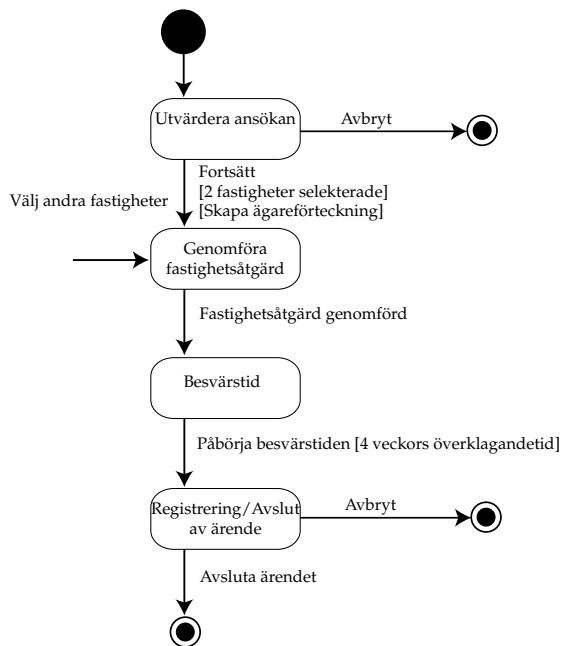 Utvärdera ansökan
Avbryt
Fortsätt
[2 fastigheter selekterade]
[Skapa ägareförteckning]
Välj andra fastigheter
Genomföra
fastighetsåtgärd
Fastighetsåtgärd genomförd
Besvärstid
Påbörja besvärstiden [4 veckors överklagandetid]
Registrering/Avslut
av ärende
Avbryt
Avsluta ärendet